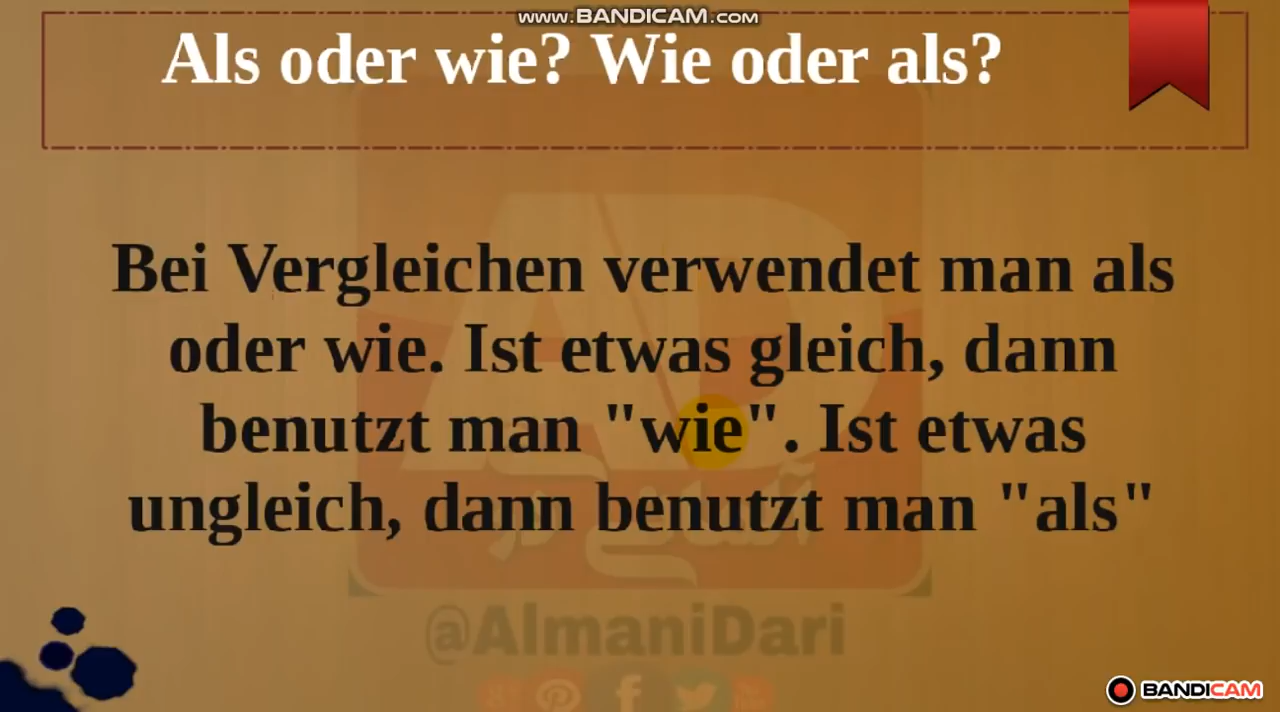 www.BANDICAM.com
Als oder wie? Wie oder als?
Bei Vergleichen verwendet man als
oder wie. Ist etwas gleich, dann
benutzt man "wie". Ist etwas
ungleich, dann benutzt man "als"
@AlmaniDari
BANDICAM